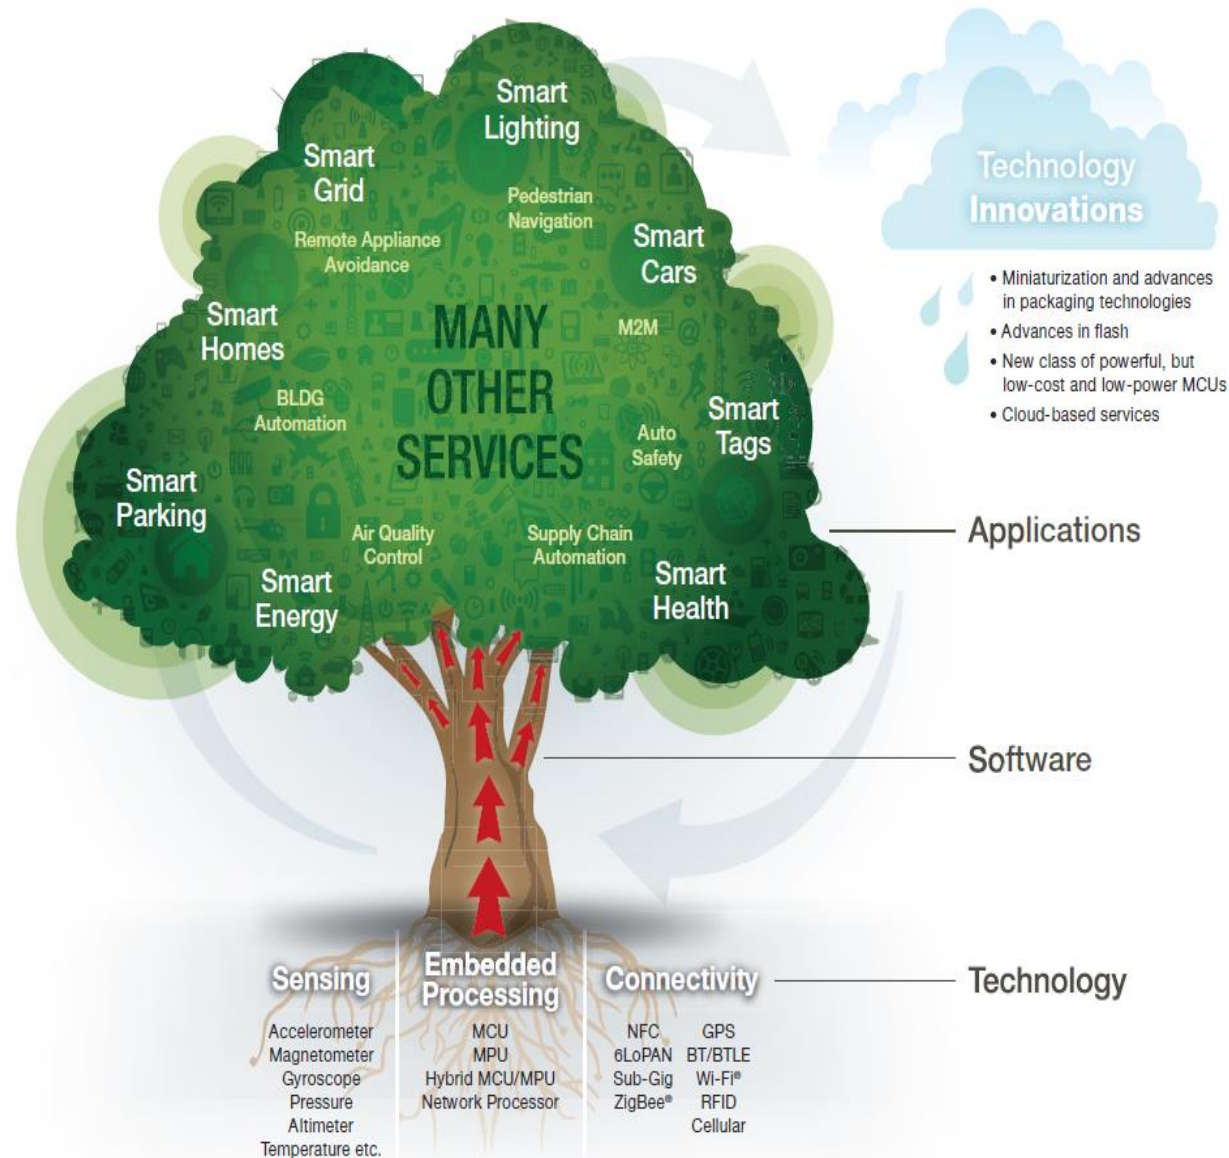 Smart
Lighting
Smart
Grid
Pedestrian
Navigation
Remote Appliance
Avoidance
Smart
Cars
Smart
Homes
MANY
OTHER
SERVICES
M2M
BLDG
Automation
Smart
Tags
Auto
Safety
Smart
Parking
Air Quality
Control
Supply Chain
Automation
Smart
Energy
Smart
Health
Technology
Innovations
• Miniaturization and advances
in packaging technologies
• Advances in flash
• New class of powerful, but
low-cost and low-power MCUs
• Cloud-based services
Applications
Software
Technology
Sensing
Accelerometer
Magnetometer
Gyroscope
Pressure
Altimeter
Temperature etc.
Embedded
Processing
MCU
MPU
Hybrid MCU/MPU
Network Processor
Connectivity
NFC GPS
6LoPAN BT/BTLE
Sub-Gig Wi-Fi®
ZigBee® RFID
Cellular